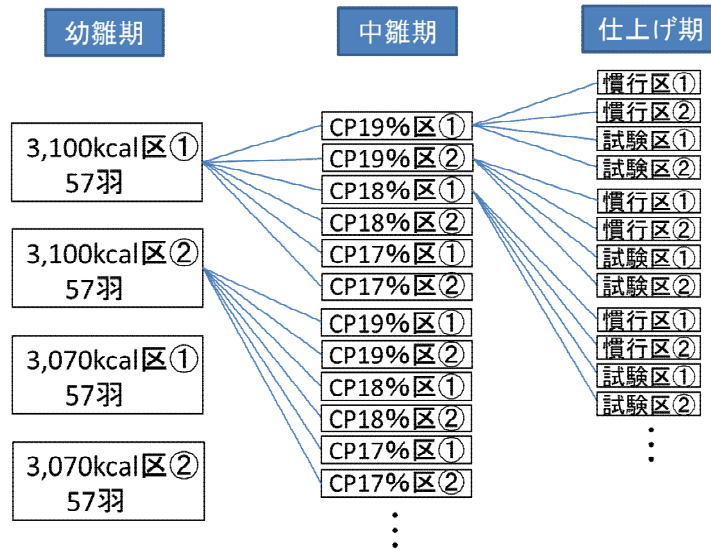 幼雛期
3,100kcal区①
57羽
3,100kcal区②
57羽
3,070kcal区①
57羽
3,070kcal区②
57羽
中雛期
CP19%区①
CP19%区②
CP18%区①
CP18%区②
CP17%区①
CP17%区②
CP19%区①
CP19%区②
CP18%区①
CP18%区②
CP17%区①
CP17%区②
仕上げ期
慣行区①
慣行区②
試験区①
試験区②
慣行区①
慣行区②
試験区①
試験区②
慣行区①
慣行区②
試験区①
試験区②